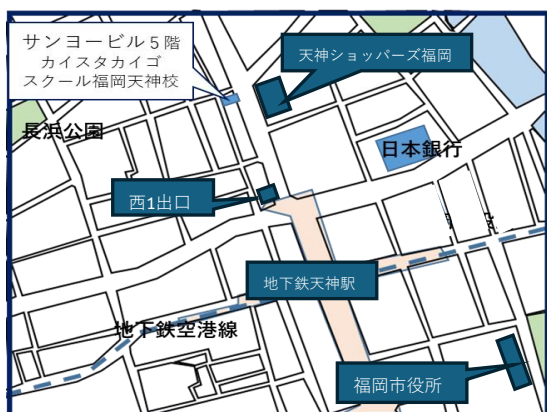 サンヨービル5階
カイスタカイゴ
スクール福岡天神校
天神ショッパーズ福岡
長浜公園
日本銀行
西1出口
地下鉄天神駅
地下鉄空港線
福岡市役所